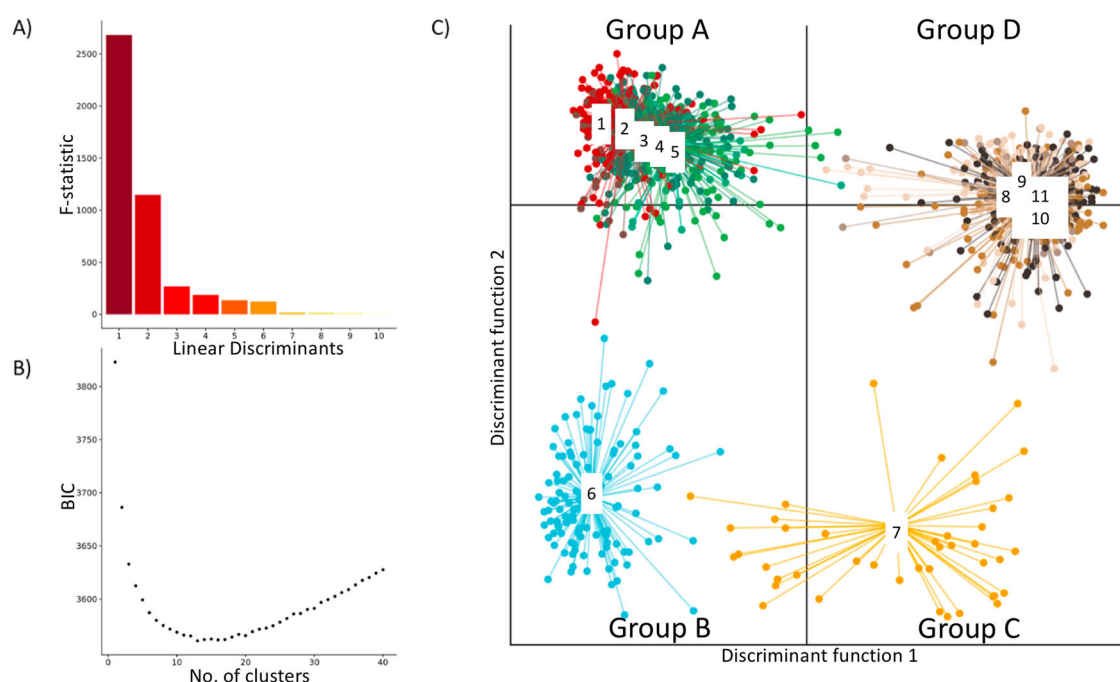 A)
F-statistic
2500
2000
1500
1000
500
0
1 2 3 4 5 6 7 8 9 10
Linear Discriminants
B)
BIC
3800
3750
3700
3650
3600
0 10 20 30 40
No. of clusters
C)
Group A Group D
1 2 3 4 5
8 9 11
10
Discriminant function 2
6
7
Group B Group C
Discriminant function 1